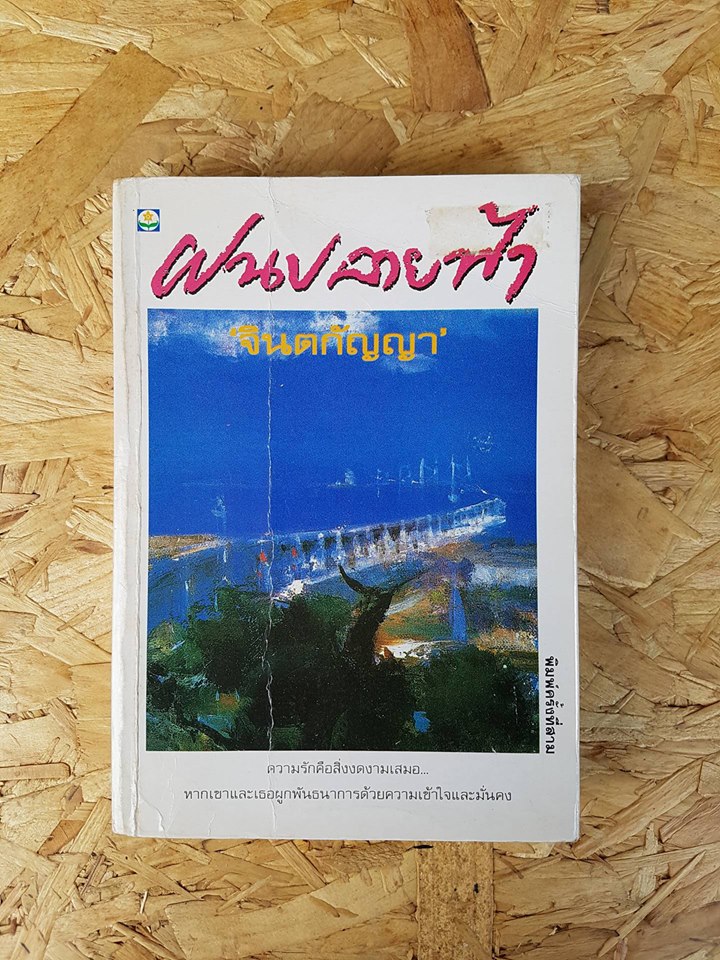 ฝนปลายฟ้า
'จินตกัญญา'
พิมพ์ครั้งที่สาม
ความรักคือสิ่งงดงามเสมอ...
หากเขาและเธอผูกพันธนาการด้วยความเข้าใจและมั่นคง